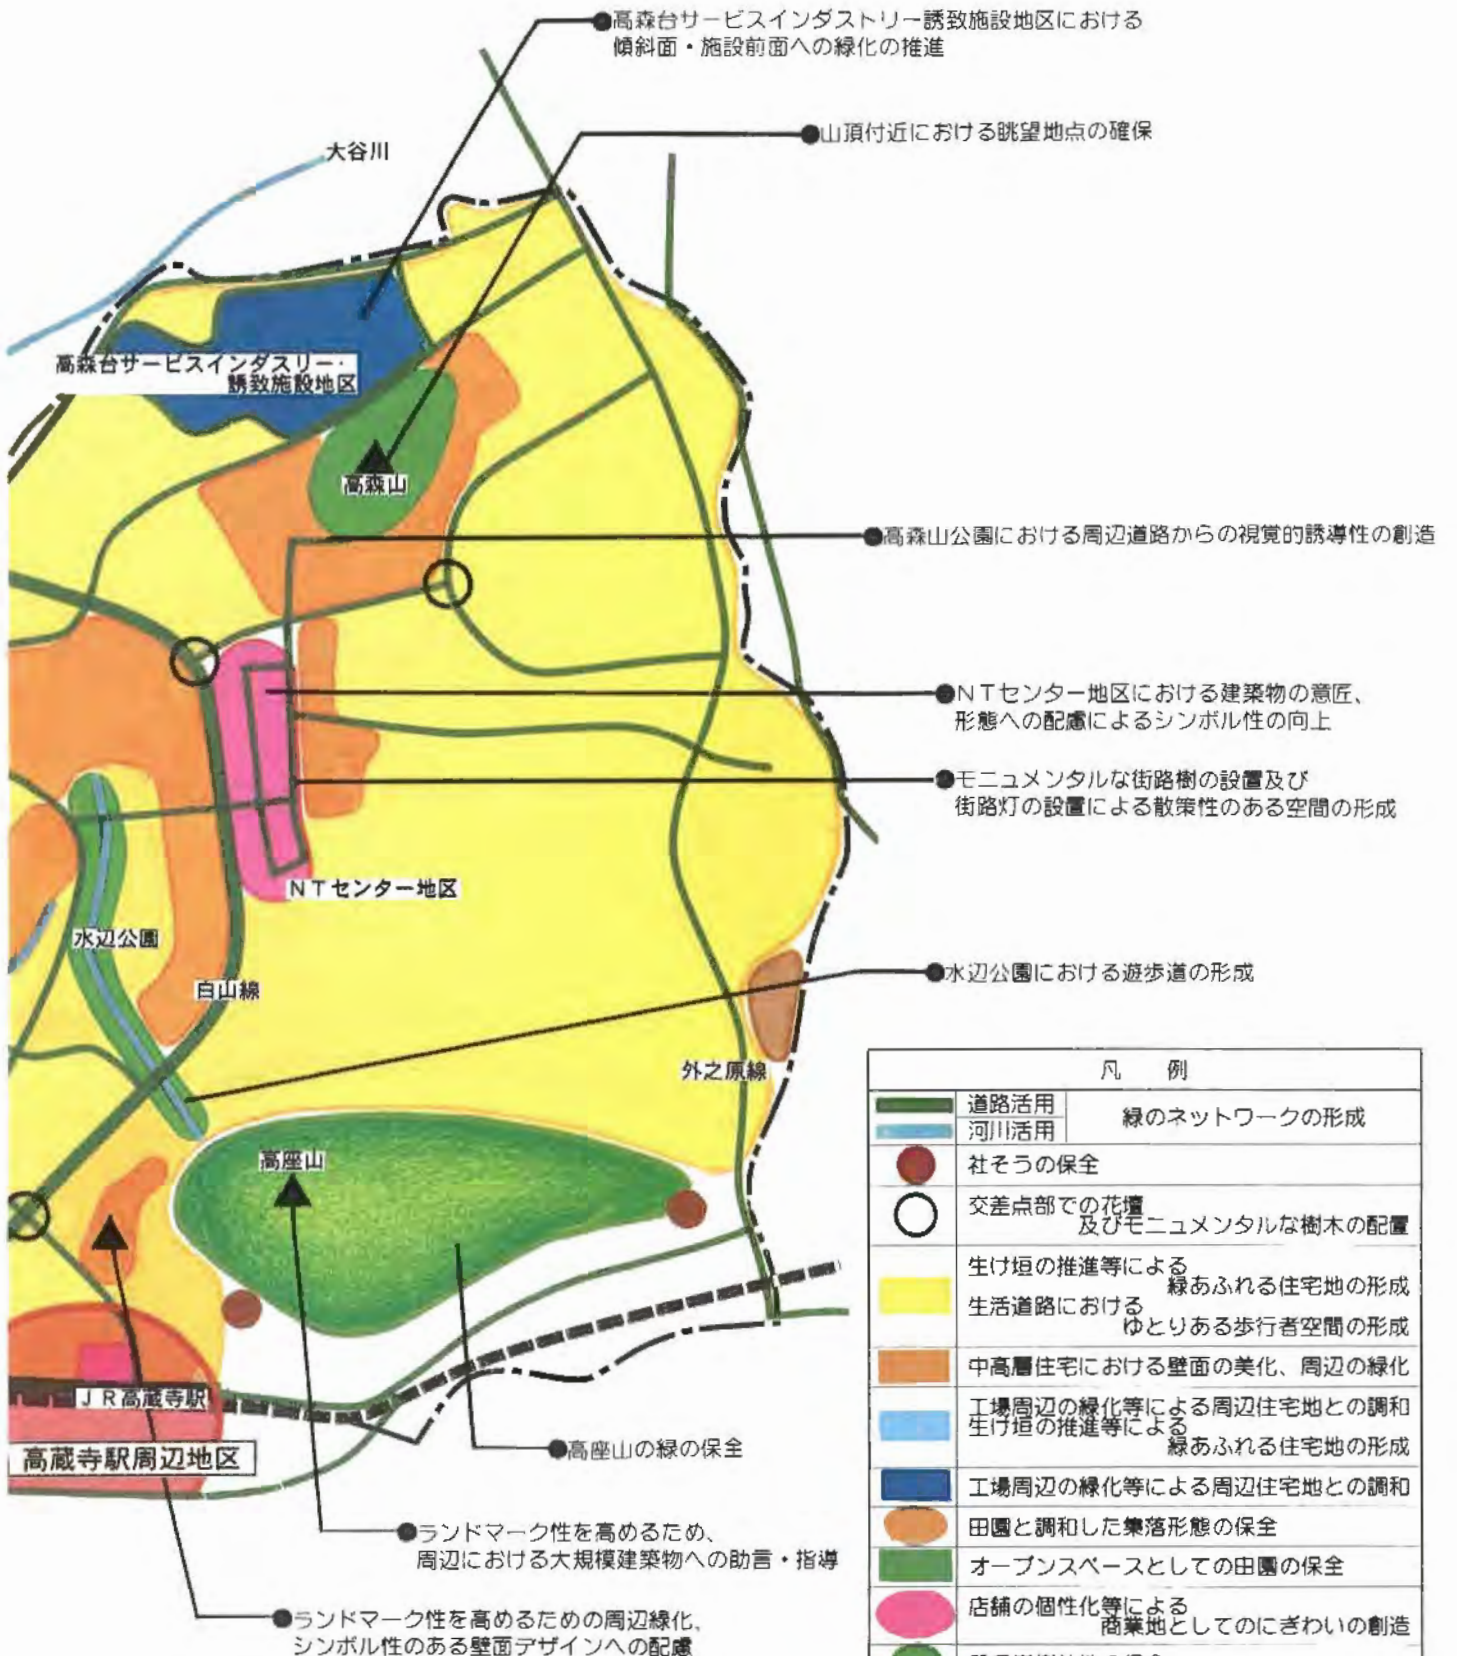 ●高森台サービスインダストリー誘致施設地区における
傾斜面・施設前面への緑化の推進
●山頂付近における眺望地点の確保
大谷川
高森台サービスインダスリー・
誘致施設地区
高森山
●高森山公園における周辺道路からの視覚的誘導性の創造
●NTセンター地区における建築物の意匠、
形態への配慮によるシンボル性の向上
●モニュメンタルな街路樹の設置及び
街路灯の設置による散策性のある空間の形成
NTセンター地区
水辺公園
白山線
●水辺公園における遊歩道の形成
外之原線
高座山
JR高蔵寺駅
高蔵寺駅周辺地区
●高座山の緑の保全
●ランドマーク性を高めるため、
周辺における大規模建築物への助言・指導
●ランドマーク性を高めるための周辺緑化、
シンボル性のある壁面デザインへの配慮
凡 例
道路活用
河川活用
緑のネットワークの形成
社そうの保全
交差点部での花壇
及びモニュメンタルな樹木の配置
生け垣の推進等による
緑あふれる住宅地の形成
生活道路における
ゆとりある歩行者空間の形成
中高層住宅における壁面の美化、周辺の緑化
工場周辺の緑化等による周辺住宅地との調和
生け垣の推進等による
緑あふれる住宅地の形成
工場周辺の緑化等による周辺住宅地との調和
田園と調和した集落形態の保全
オープンスペースとしての田園の保全
店舗の個性化等による
商業地としてのにぎわいの創造